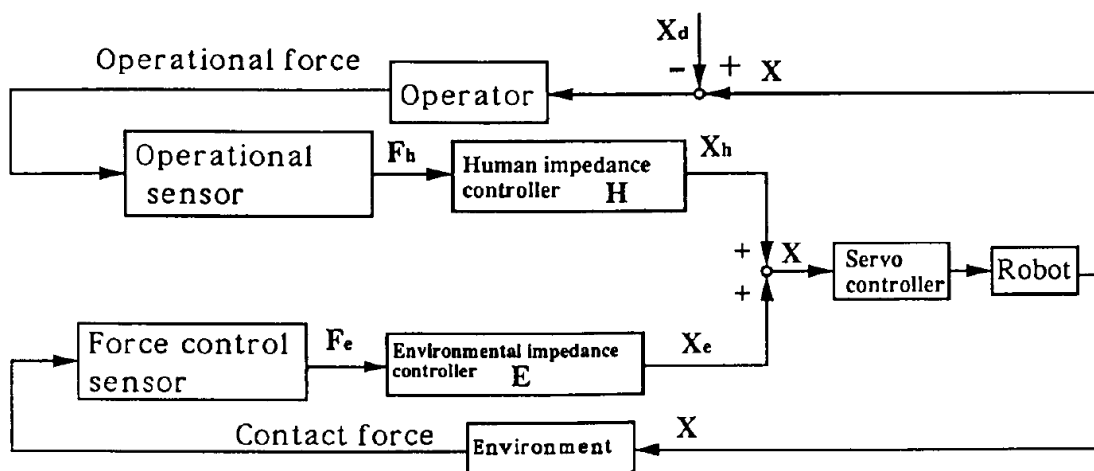 Xd
− + X
Operational force
Operator
Operational
sensor
Fh
Human impedance
controller H
Xh
+ X
+
Servo
controller
Robot
Force control
sensor
Fe
Environmental impedance
controller E
Xe
Contact force
Environment
X